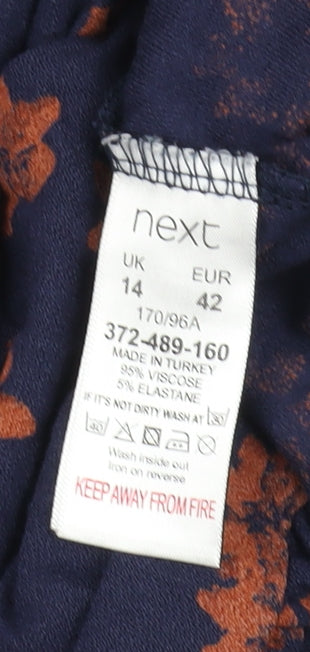 next
UK EUR
14 42
170/96A
372-489-160
MADE IN TURKEY
95% VISCOSE
5% ELASTANE
IF IT'S NOT DIRTY WASH AT 30
40
Wash inside out
Iron on reverse
KEEP AWAY FROM FIRE